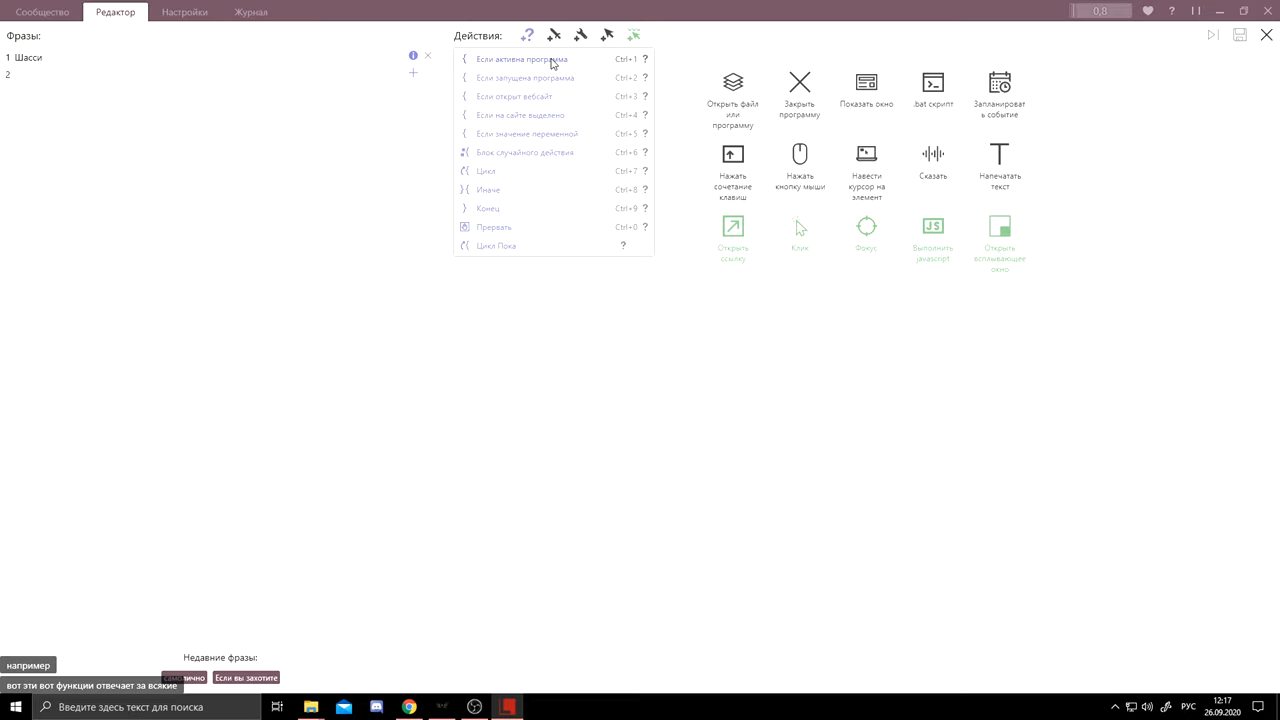 Сообщество
Редактор
Настройки
Журнал
0,8
?
Фразы:
1 Шасси
2
Действия:
Если активна программа Ctrl+1 ?
Если запущена программа Ctrl+2 ?
Если открыт вебсайт Ctrl+3 ?
Если на сайте выделено Ctrl+4 ?
Если значение переменной Ctrl+5 ?
Блок случайного действия Ctrl+6 ?
Цикл Ctrl+7 ?
Иначе Ctrl+8 ?
Конец Ctrl+9 ?
Прервать Ctrl+0 ?
Цикл Пока ?
Открыть файл
или
программу
Закрыть
программу
Показать окно
.bat скрипт
Запланироват
ь событие
Нажать
сочетание
клавиш
Нажать
кнопку мыши
Навести
курсор на
элемент
Сказать
Напечатать
текст
Открыть
ссылку
Клик
Фокус
JS
Выполнить
javascript
Открыть
всплывающее
окно
Недавние фразы:
Если вы захотите
например
вот эти вот функции отвечает за всякие
Введите здесь текст для поиска
РУС
12:17
26.09.2020